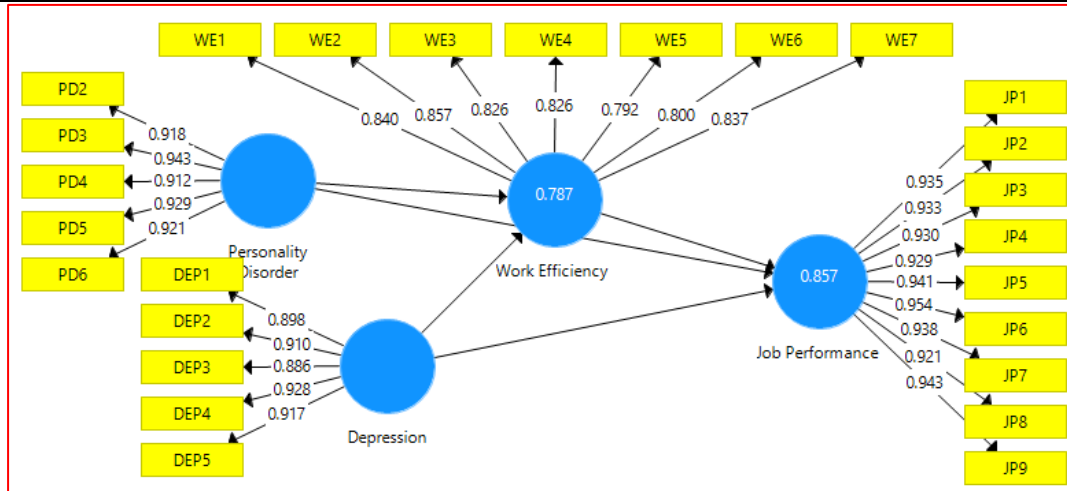 WE1 WE2 WE3 WE4 WE5 WE6 WE7
0.840 0.857 0.826 0.826 0.792 0.800 0.837
PD2
PD3
PD4
PD5
PD6
0.918
0.943
0.912
0.929
0.921
Personality
Disorder
0.787
Work Efficiency
DEP1
DEP2
DEP3
DEP4
DEP5
0.898
0.910
0.886
0.928
0.917
Depression
0.857
Job Performance
0.935
0.933
0.930
0.929
0.941
0.954
0.938
0.921
0.943
JP1
JP2
JP3
JP4
JP5
JP6
JP7
JP8
JP9